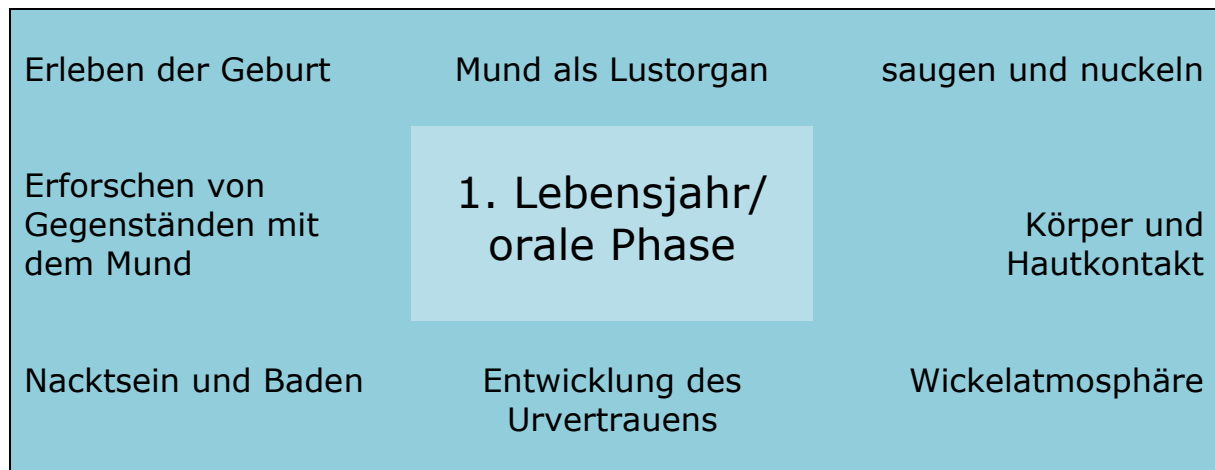 Erleben der Geburt
Mund als Lustorgan
saugen und nuckeln
Erforschen von
Gegenständen mit
dem Mund
1. Lebensjahr/
orale Phase
Körper und
Hautkontakt
Nacktsein und Baden
Entwicklung des
Urvertrauens
Wickelatmosphäre